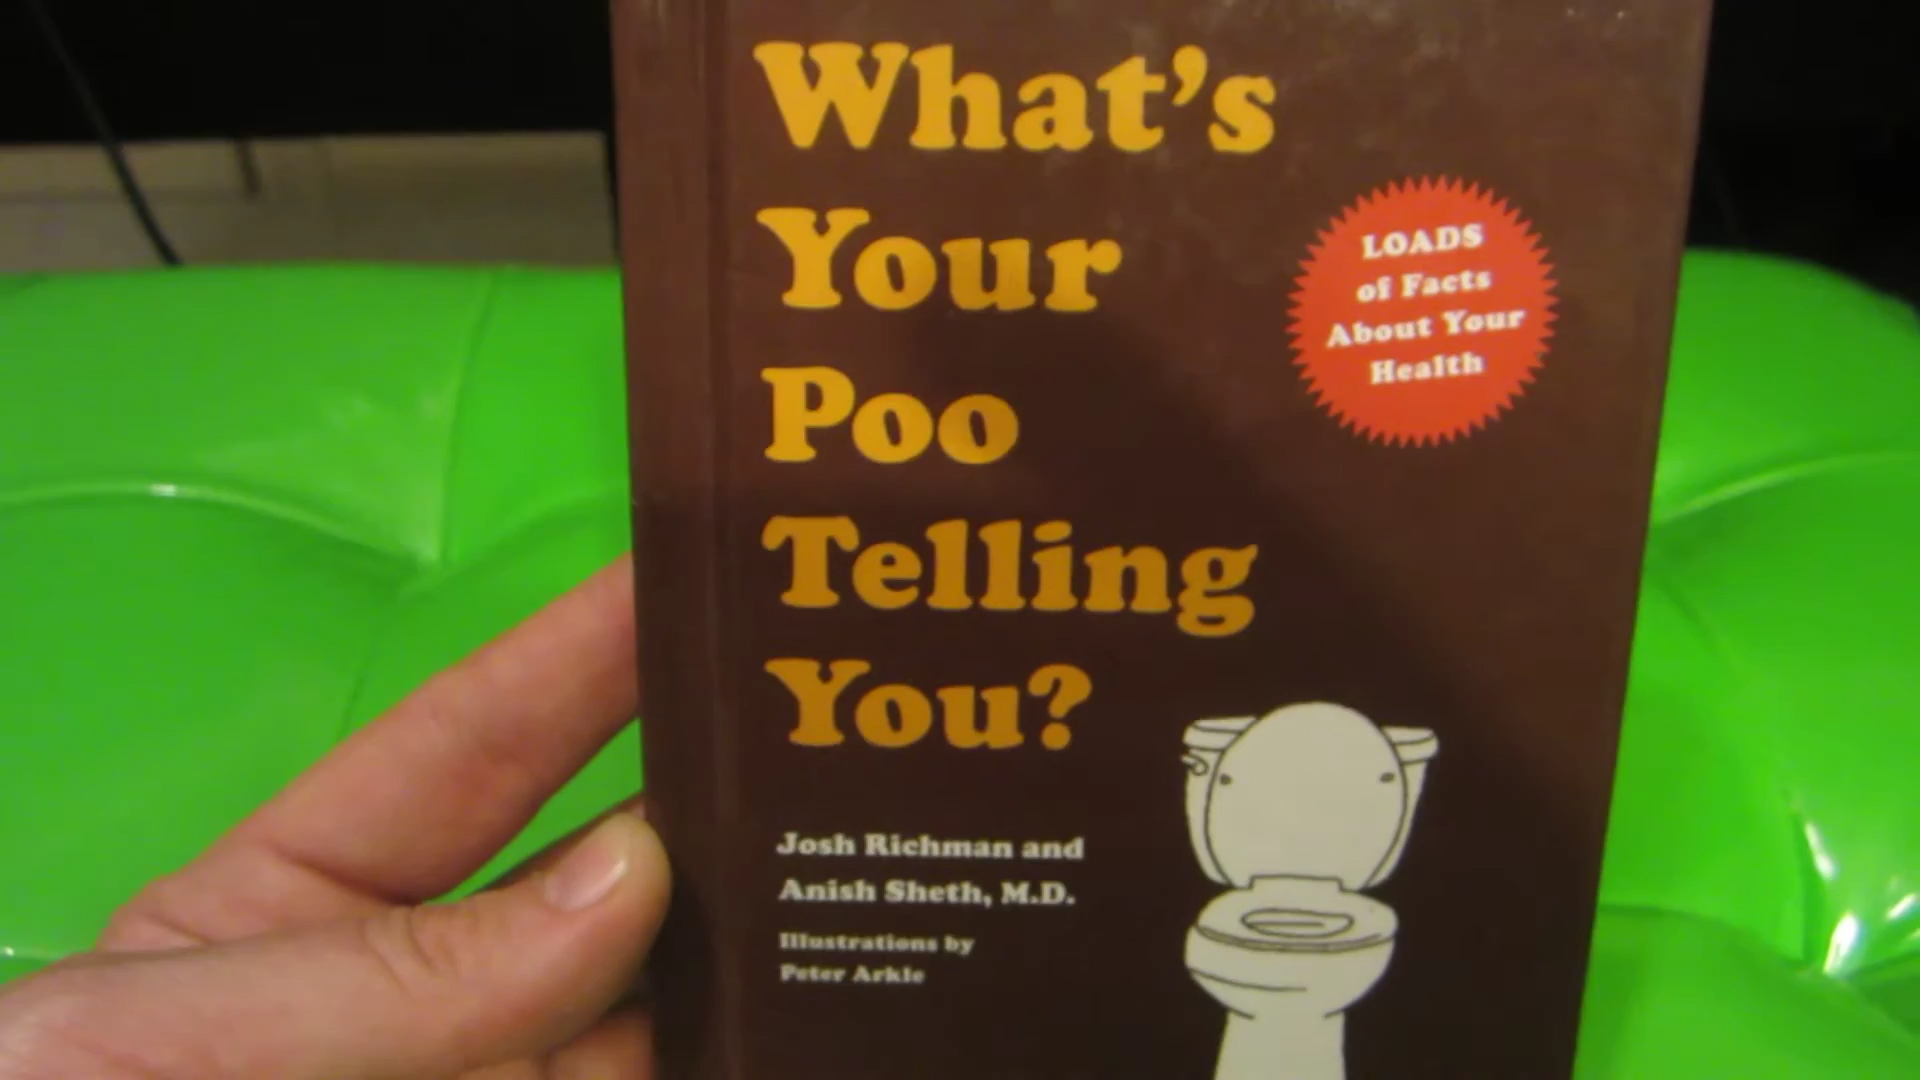 What's
Your
Poo
Telling
You?
LOADS
of Facts
About Your
Health
Josh Richman and
Anish Sheth, M.D.
Illustrations by
Peter Arkle